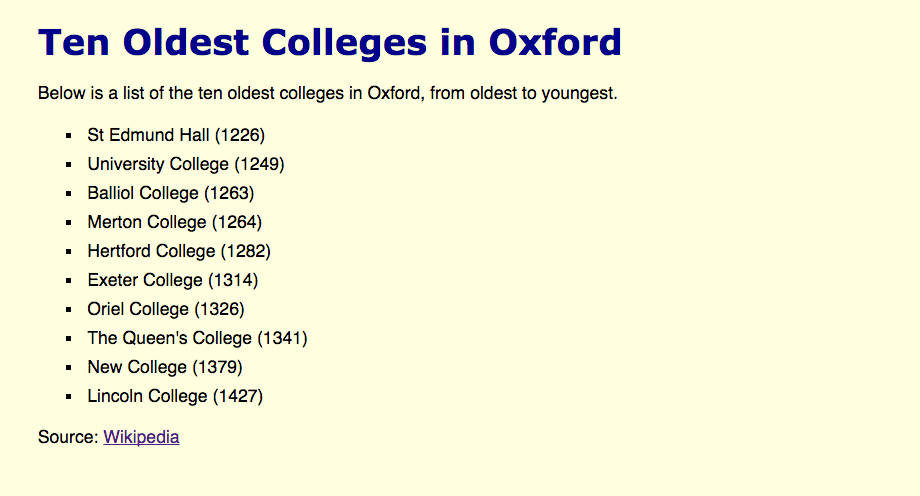 Ten Oldest Colleges in Oxford
Below is a list of the ten oldest colleges in Oxford, from oldest to youngest.
St Edmund Hall (1226)
University College (1249)
Balliol College (1263)
Merton College (1264)
Hertford College (1282)
Exeter College (1314)
Oriel College (1326)
The Queen's College (1341)
New College (1379)
Lincoln College (1427)
Source: Wikipedia